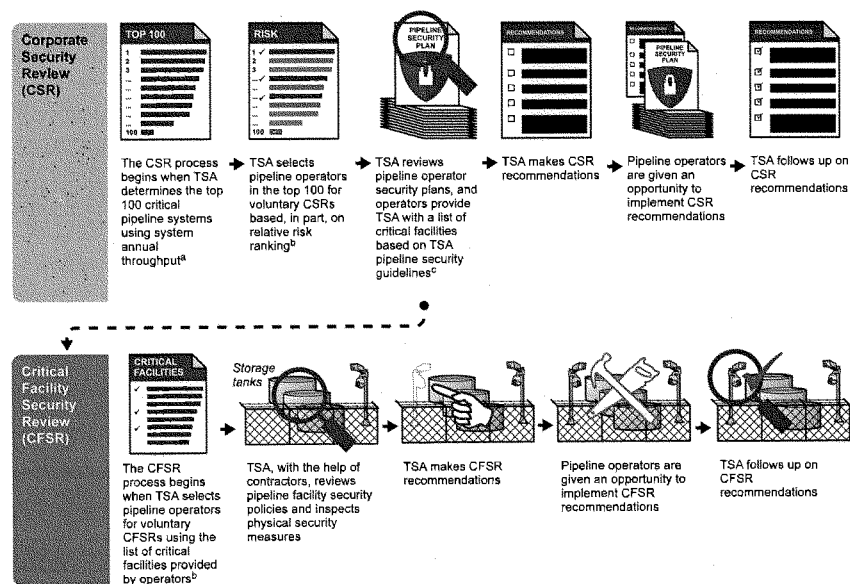 Corporate
Security
Review
(CSR)
TOP 100
1
2
3
...
...
...
...
100
The CSR process
begins when TSA
determines the top
100 critical
pipeline systems
using system
annual
throughputa
RISK
1
2
3
...
...
...
...
100
TSA selects
pipeline operators
in the top 100 for
voluntary CSRs
based, in part, on
relative risk
rankingb
PIPELINE
SECURITY
PLAN
TSA reviews
pipeline operator
security plans, and
operators provide
TSA with a list of
critical facilities
based on TSA
pipeline security
guidelinesc
RECOMMENDATIONS
TSA makes CSR
recommendations
RECOMMENDATIONS
PIPELINE
SECURITY
PLAN
Pipeline operators
are given an
opportunity to
implement CSR
recommendations
RECOMMENDATIONS
TSA follows up on
CSR
recommendations
Critical
Facility
Security
Review
(CFSR)
CRITICAL
FACILITIES
The CFSR
process begins
when TSA selects
pipeline operators
for voluntary
CFSRs using the
list of critical
facilities provided
by operatorsb
Storage
tanks
TSA, with the help of
contractors, reviews
pipeline facility security
policies and inspects
physical security
measures
TSA makes CFSR
recommendations
Pipeline operators are
given an opportunity to
implement CFSR
recommendations
TSA follows up on
CFSR
recommendations